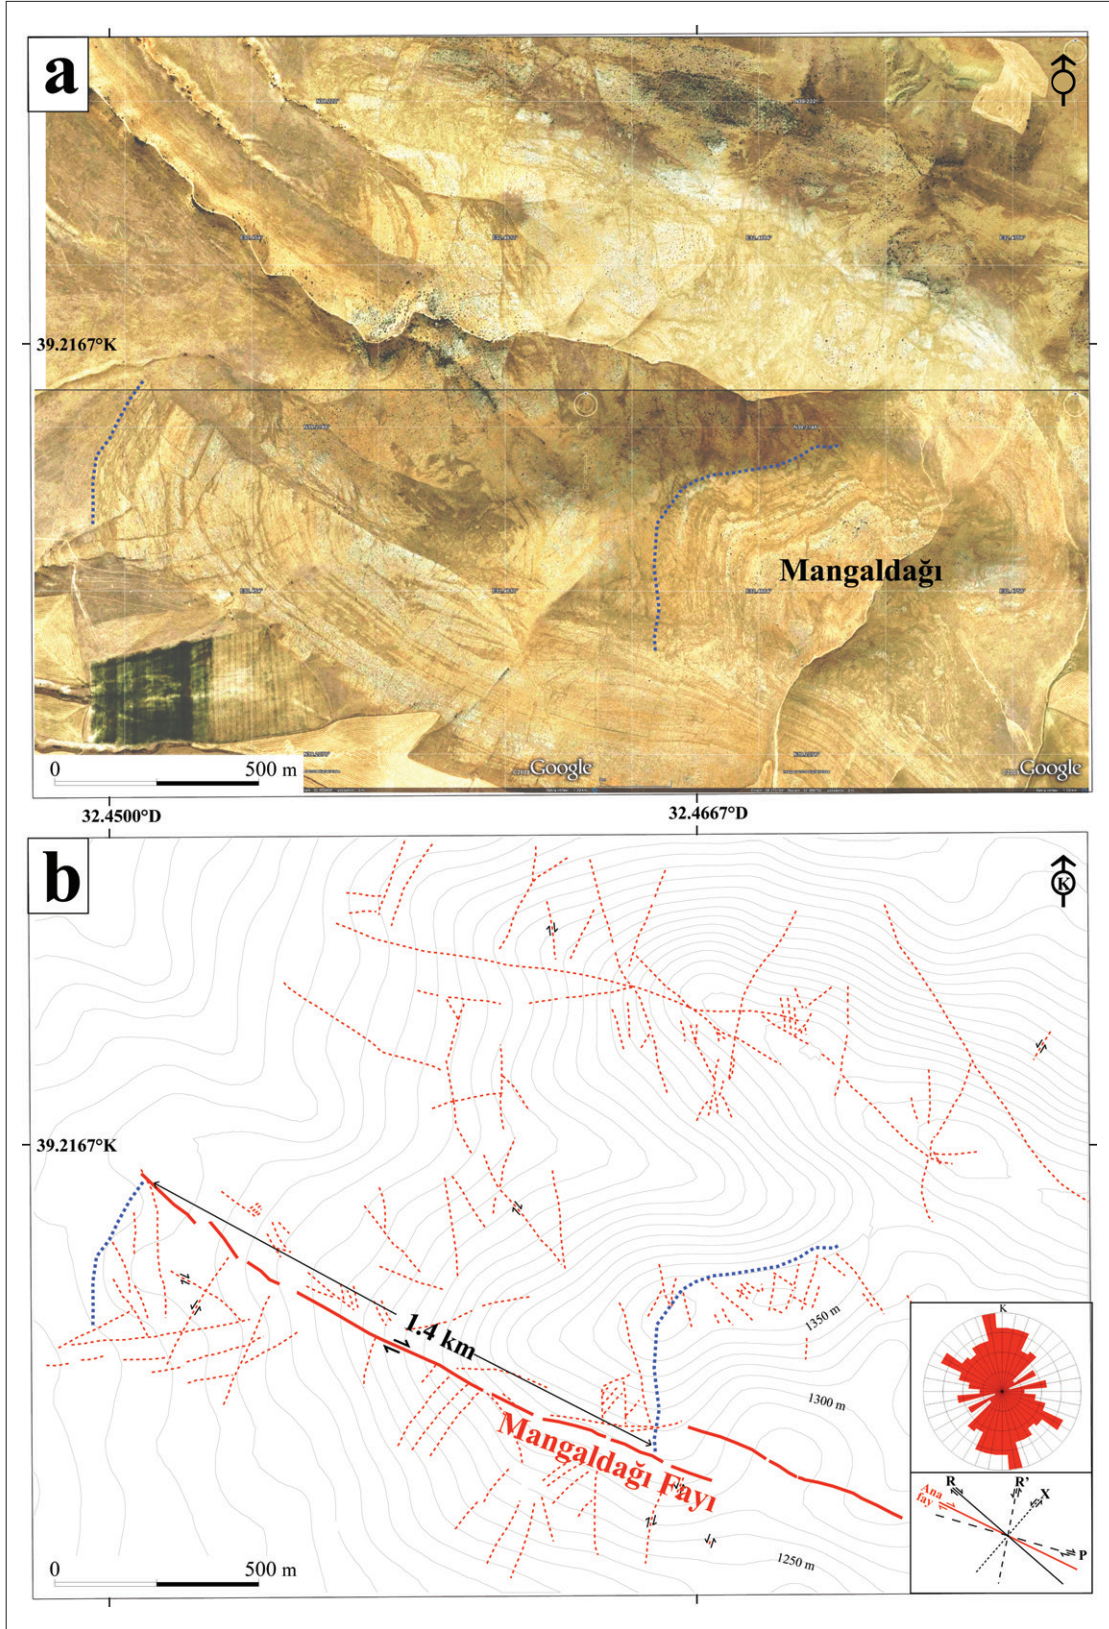 a
39.2167°K
Mangaldağı
0 500 m
Google
Google
32.4500°D
32.4667°D
b
K
39.2167°K
1.4 km
Mangaldağı Fayı
1350 m
1300 m
1250 m
0 500 m
K
R
R'
X
Ana
fay
P